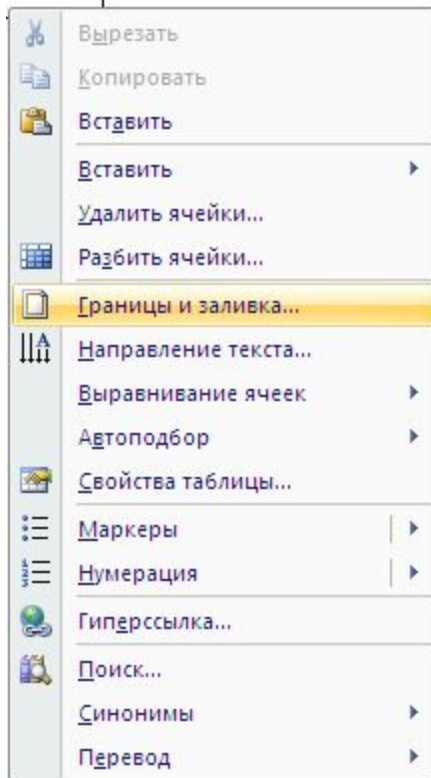 Вырезать
Копировать
Вставить
Вставить
Удалить ячейки...
Разбить ячейки...
Границы и заливка...
Направление текста...
Выравнивание ячеек
Автоподбор
Свойства таблицы...
Маркеры
Нумерация
Гиперссылка...
Поиск...
Синонимы
Перевод